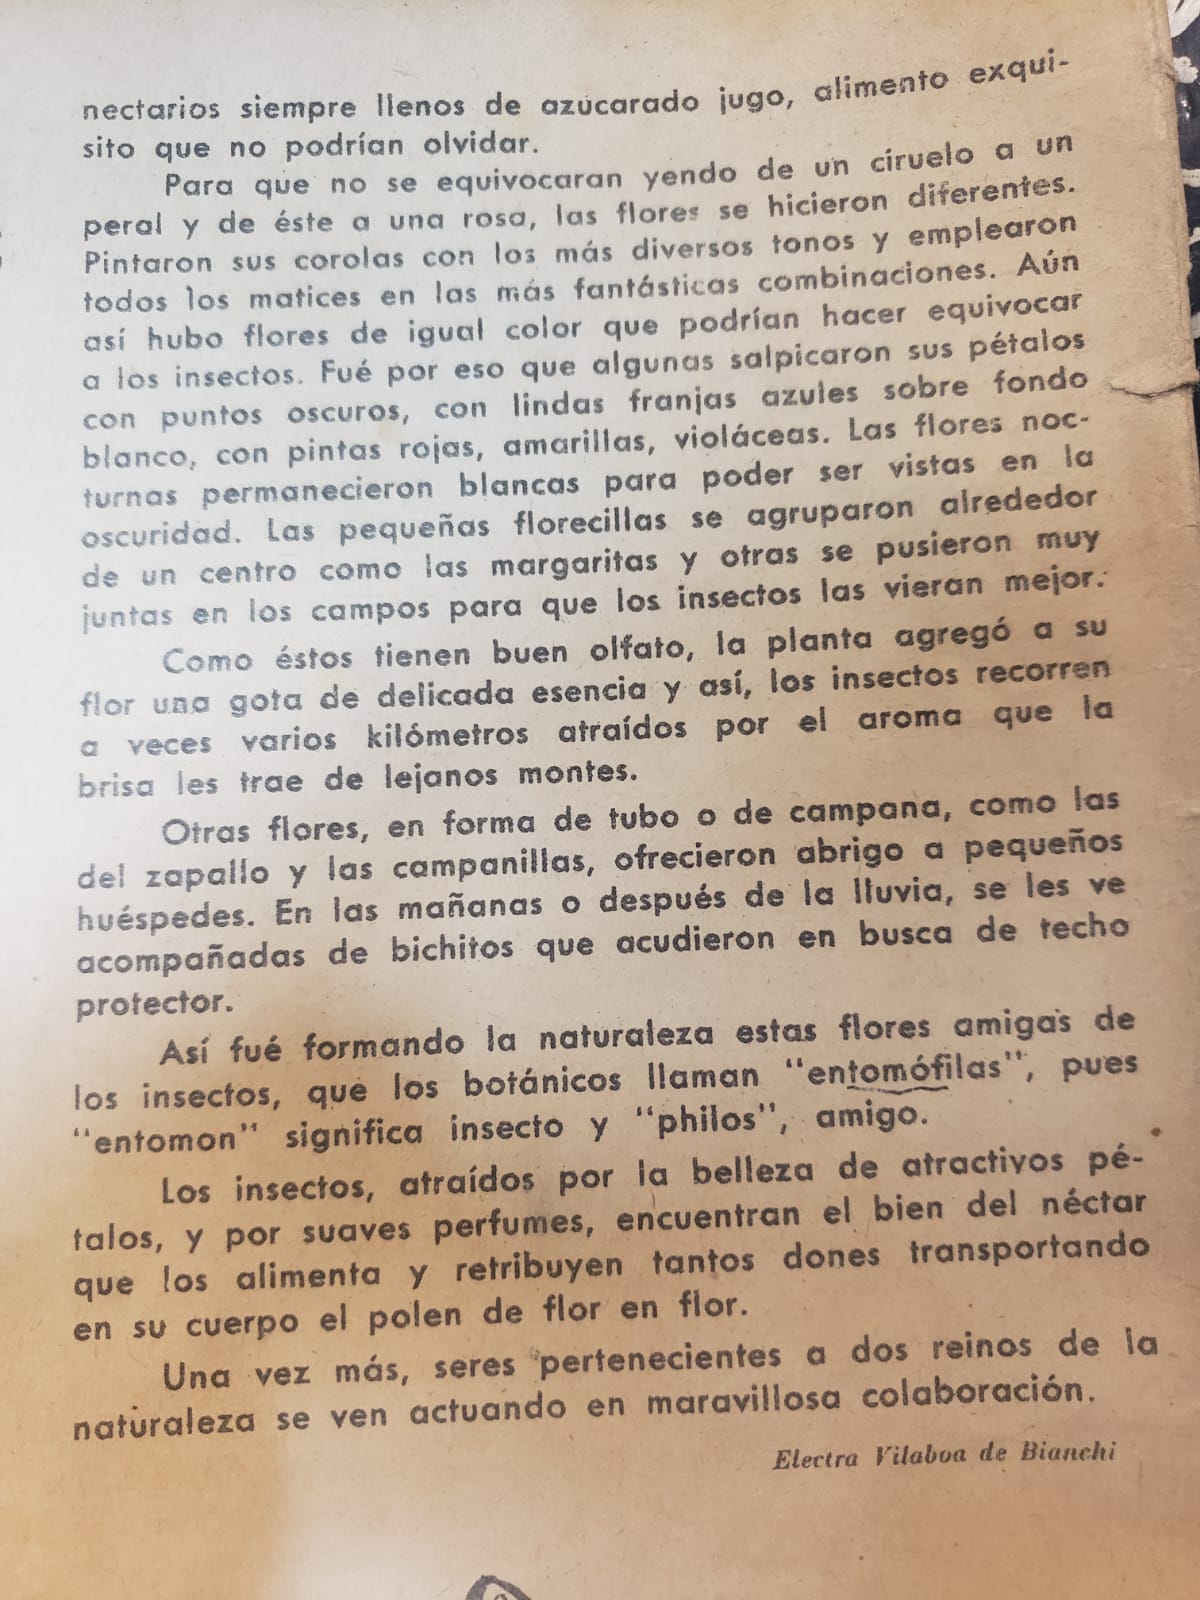 nectarios siempre llenos de azucarado jugo, alimento exqui-
sito que no podrían olvidar.
Para que no se equivocaran yendo de un ciruelo a un
peral y de éste a una rosa, las flores se hicieron diferentes.
Pintaron sus corolas con los más diversos tonos y emplearon
todos los matices en las más fantásticas combinaciones. Aún
así hubo flores de igual color que podrían hacer equivocar
a los insectos. Fué por eso que algunas salpicaron sus pétalos
con puntos oscuros, con lindas franjas azules sobre fondo
blanco, con pintas rojas, amarillas, violáceas. Las flores noc-
turnas permanecieron blancas para poder ser vistas en la
oscuridad. Las pequeñas florecillas se agruparon alrededor
de un centro como las margaritas y otras se pusieron muy
juntas en los campos para que los insectos las vieran mejor.
Como éstos tienen buen olfato, la planta agregó a su
flor una gota de delicada esencia y así, los insectos recorren
a veces varios kilómetros atraídos por el aroma que la
brisa les trae de lejanos montes.
Otras flores, en forma de tubo o de campana, como las
del zapallo y las campanillas, ofrecieron abrigo a pequeños
huéspedes. En las mañanas o después de la lluvia, se les ve
acompañadas de bichitos que acudieron en busca de techo
protector.
Así fué formando la naturaleza estas flores amigas de
los insectos, que los botánicos llaman "entomófilas", pues
"entomon" significa insecto y "philos", amigo.
Los insectos, atraídos por la belleza de atractivos pé-
talos, y por suaves perfumes, encuentran el bien del néctar
que los alimenta y retribuyen tantos dones transportando
en su cuerpo el polen de flor en flor.
Una vez más, seres pertenecientes a dos reinos de la
naturaleza se ven actuando en maravillosa colaboración.
Electra Vilaboa de Bianchi